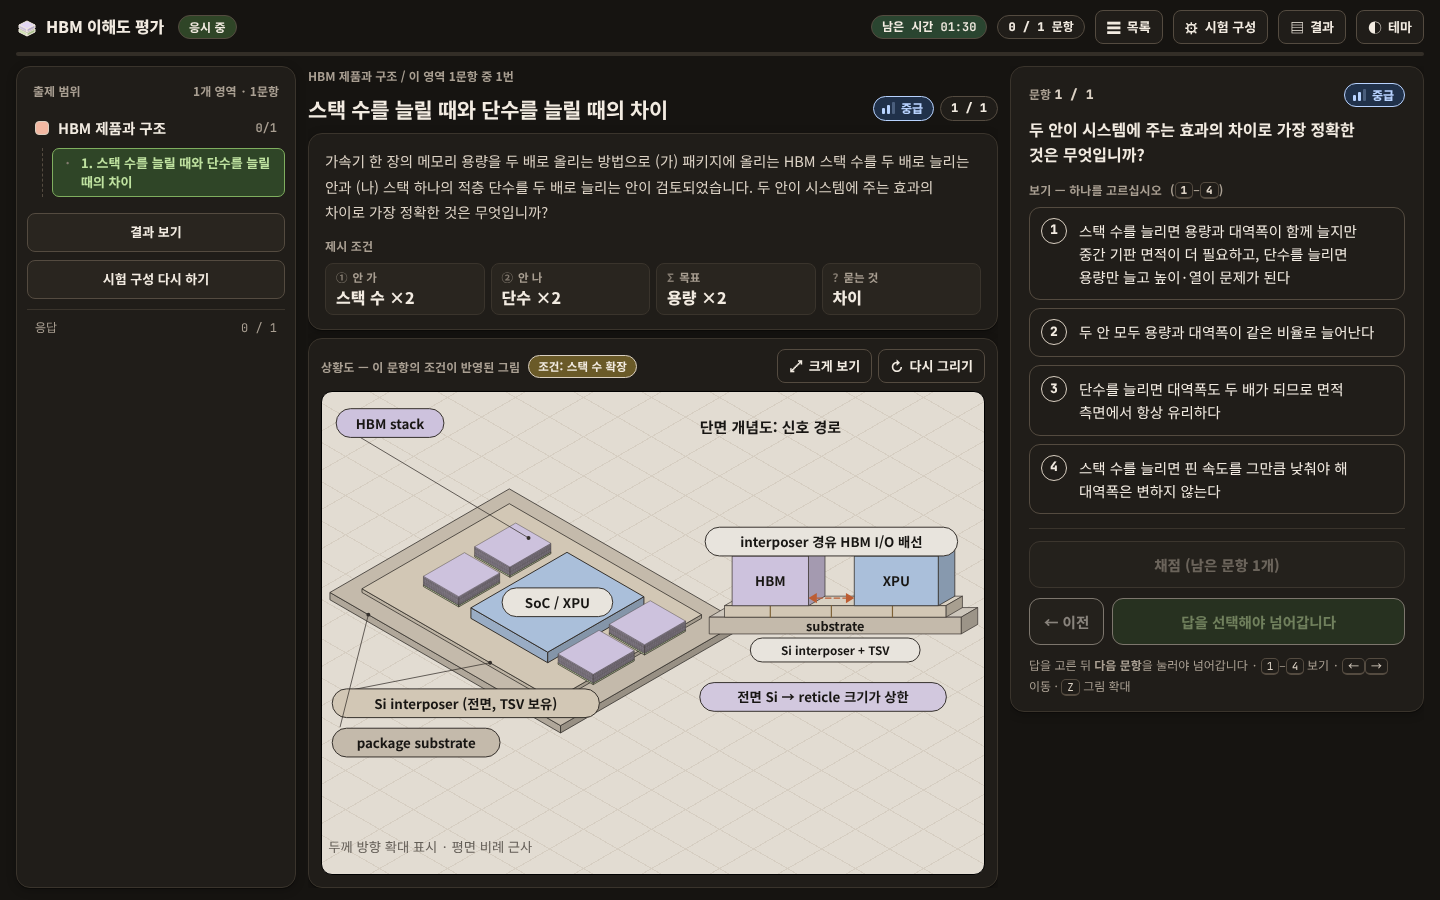 HBM 이해도 평가
응시 중
남은 시간 01:30
0 / 1 문항
목록
시험 구성
결과
테마
출제 범위
1개 영역 · 1문항
HBM 제품과 구조
0/1
· 1. 스택 수를 늘릴 때와 단수를 늘릴
때의 차이
결과 보기
시험 구성 다시 하기
응답
0 / 1
HBM 제품과 구조 / 이 영역 1문항 중 1번
스택 수를 늘릴 때와 단수를 늘릴 때의 차이
중급
1 / 1
가속기 한 장의 메모리 용량을 두 배로 올리는 방법으로 (가) 패키지에 올리는 HBM 스택 수를 두 배로 늘리는
안과 (나) 스택 하나의 적층 단수를 두 배로 늘리는 안이 검토되었습니다. 두 안이 시스템에 주는 효과의
차이로 가장 정확한 것은 무엇입니까?
제시 조건
① 안 가
스택 수 ×2
② 안 나
단수 ×2
Σ 목표
용량 ×2
? 묻는 것
차이
상황도 — 이 문항의 조건이 반영된 그림
조건: 스택 수 확장
크게 보기
다시 그리기
HBM stack
단면 개념도: 신호 경로
interposer 경유 HBM I/O 배선
HBM
XPU
SoC / XPU
substrate
Si interposer + TSV
전면 Si → reticle 크기가 상한
Si interposer (전면, TSV 보유)
package substrate
두께 방향 확대 표시 · 평면 비례 근사
문항 1 / 1
중급
두 안이 시스템에 주는 효과의 차이로 가장 정확한
것은 무엇입니까?
보기 — 하나를 고르십시오 (1–4)
1 스택 수를 늘리면 용량과 대역폭이 함께 늘지만
중간 기판 면적이 더 필요하고, 단수를 늘리면
용량만 늘고 높이·열이 문제가 된다
2 두 안 모두 용량과 대역폭이 같은 비율로 늘어난다
3 단수를 늘리면 대역폭도 두 배가 되므로 면적
측면에서 항상 유리하다
4 스택 수를 늘리면 핀 속도를 그만큼 낮춰야 해
대역폭은 변하지 않는다
채점 (남은 문항 1개)
← 이전
답을 선택해야 넘어갑니다
답을 고른 뒤 다음 문항을 눌러야 넘어갑니다 · 1–4 보기 · ← →
이동 · Z 그림 확대